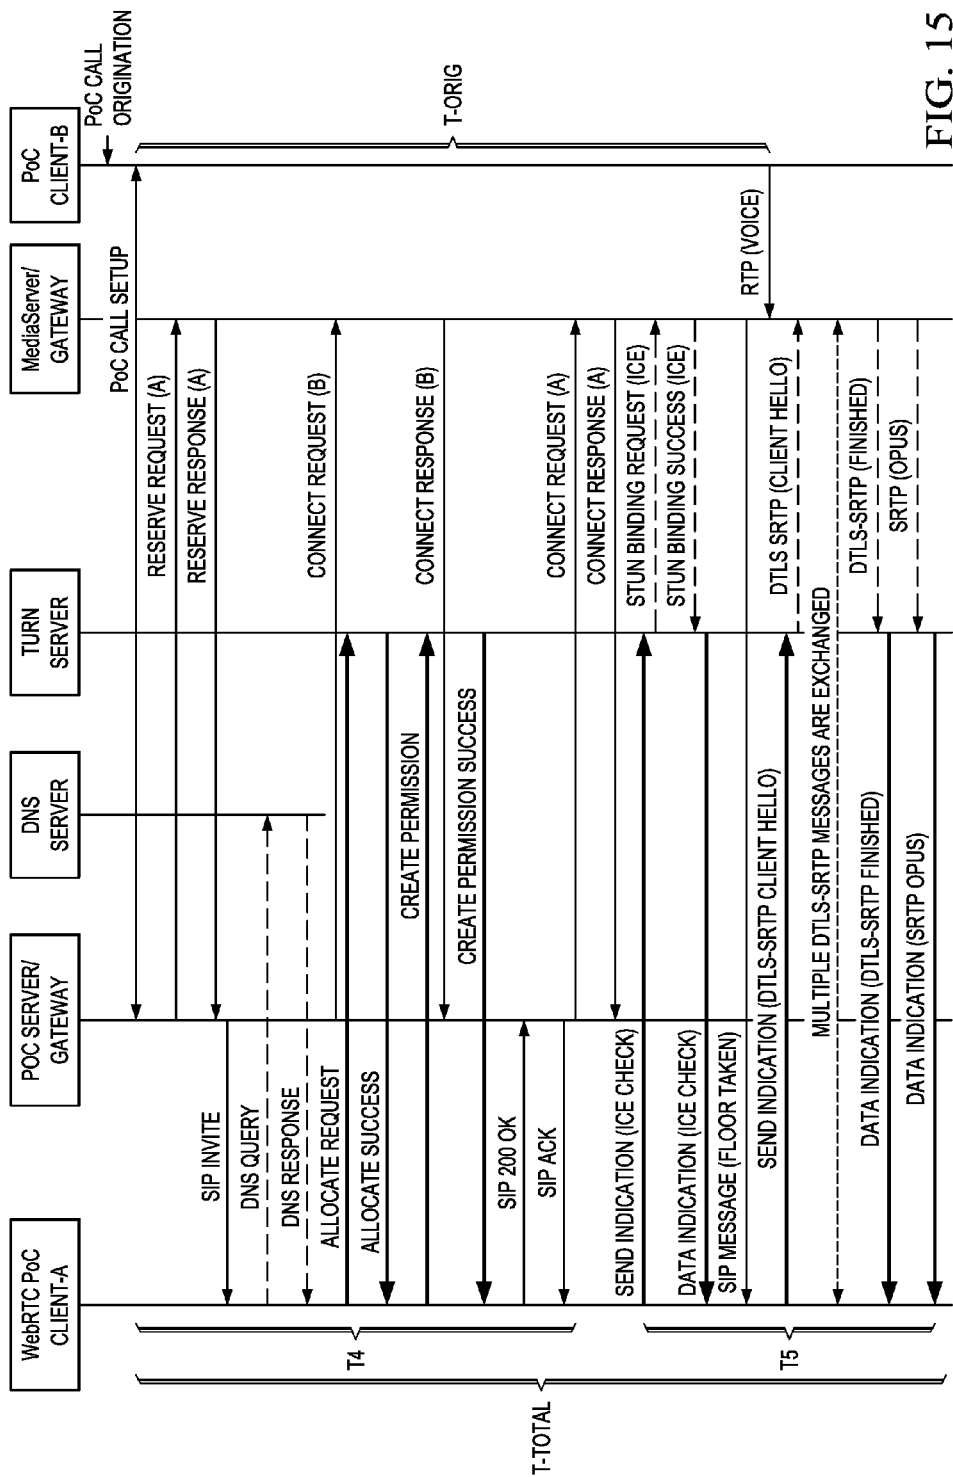 WebRTC PoC
CLIENT-A
POC SERVER/
GATEWAY
DNS
SERVER
TURN
SERVER
MediaServer/
GATEWAY
PoC
CLIENT-B
PoC CALL
ORIGINATION
PoC CALL SETUP
RESERVE REQUEST (A)
RESERVE RESPONSE (A)
SIP INVITE
DNS QUERY
DNS RESPONSE
CONNECT REQUEST (B)
ALLOCATE REQUEST
ALLOCATE SUCCESS
CREATE PERMISSION
CONNECT RESPONSE (B)
CREATE PERMISSION SUCCESS
SIP 200 OK
SIP ACK
CONNECT REQUEST (A)
CONNECT RESPONSE (A)
SEND INDICATION (ICE CHECK)
STUN BINDING REQUEST (ICE)
STUN BINDING SUCCESS (ICE)
DATA INDICATION (ICE CHECK)
SIP MESSAGE (FLOOR TAKEN)
RTP (VOICE)
SEND INDICATION (DTLS-SRTP CLIENT HELLO)
DTLS SRTP (CLIENT HELLO)
MULTIPLE DTLS-SRTP MESSAGES ARE EXCHANGED
DTLS-SRTP (FINISHED)
DATA INDICATION (DTLS-SRTP FINISHED)
SRTP (OPUS)
DATA INDICATION (SRTP OPUS)
T-ORIG
T4
T5
T-TOTAL
FIG. 15